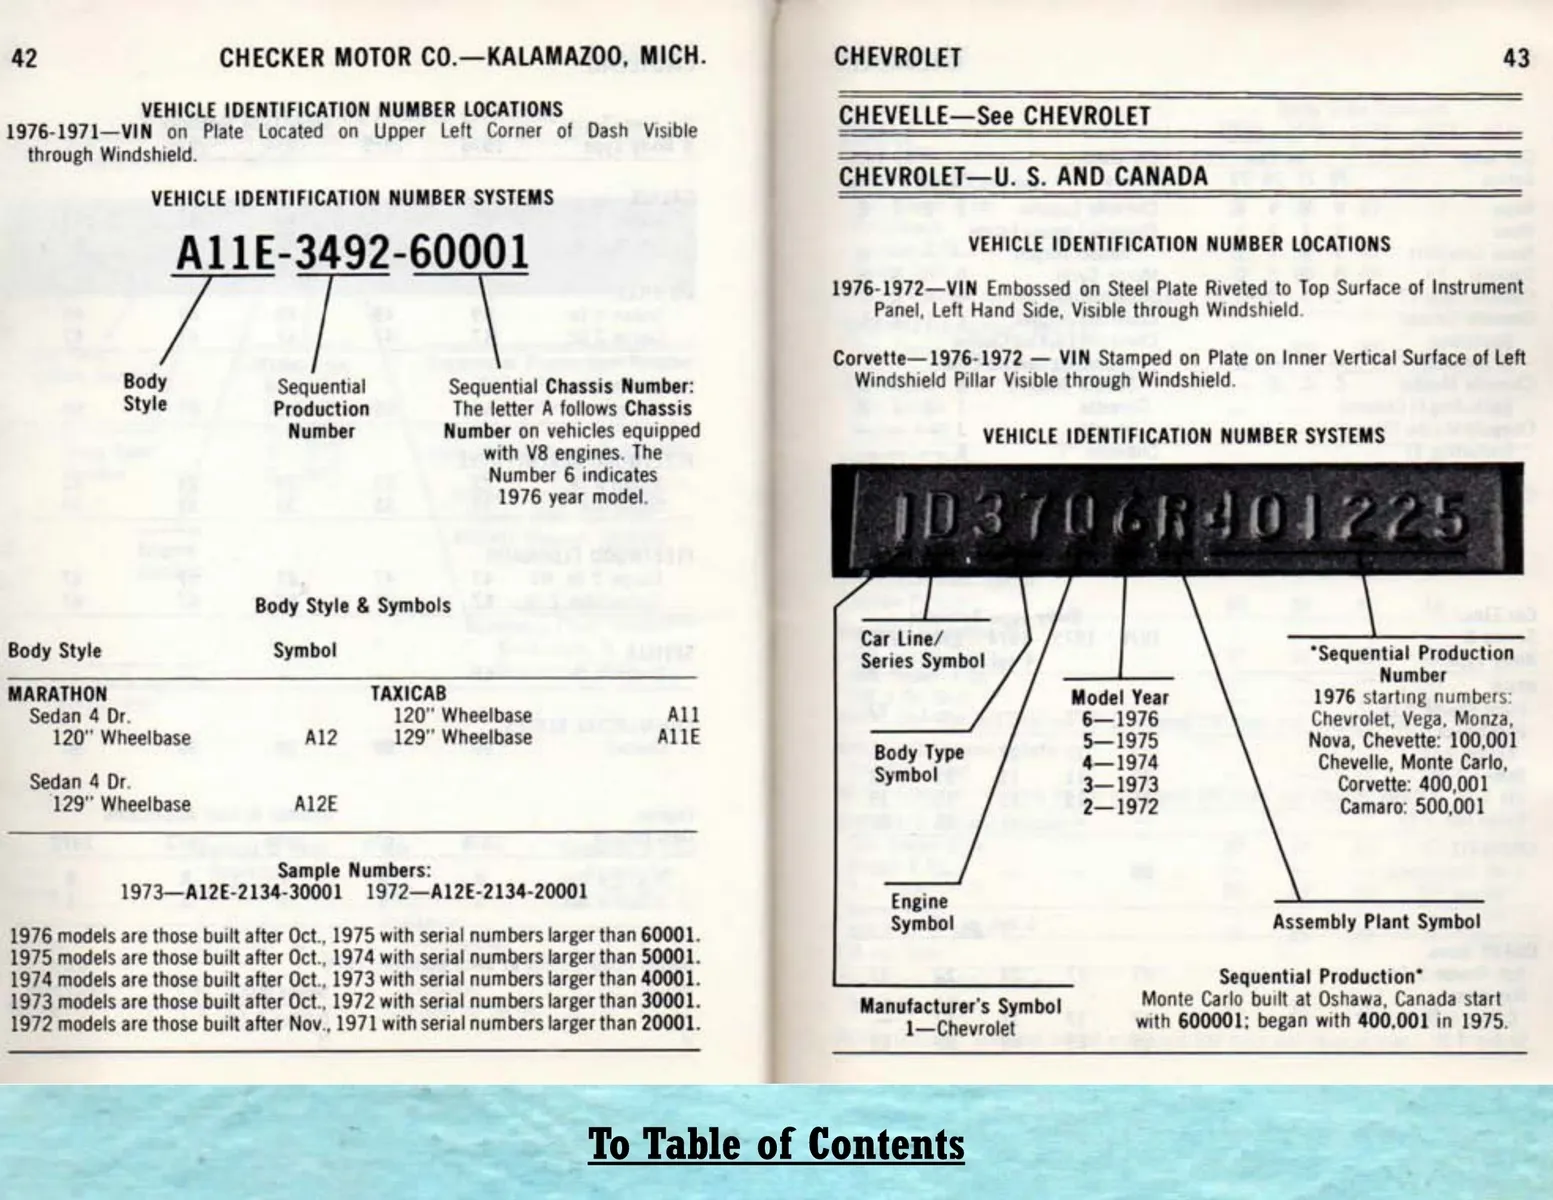 42 CHECKER MOTOR CO.—KALAMAZOO, MICH.
VEHICLE IDENTIFICATION NUMBER LOCATIONS
1976-1971—VIN on Plate Located on Upper Left Corner of Dash Visible
through Windshield.
VEHICLE IDENTIFICATION NUMBER SYSTEMS
A11E-3492-60001
Body
Style
Sequential
Production
Number
Sequential Chassis Number:
The letter A follows Chassis
Number on vehicles equipped
with V8 engines. The
Number 6 indicates
1976 year model.
Body Style & Symbols
Body Style Symbol
MARATHON TAXICAB
Sedan 4 Dr. 120" Wheelbase A11
120" Wheelbase A12 129" Wheelbase A11E
Sedan 4 Dr.
129" Wheelbase A12E
Sample Numbers:
1973—A12E-2134-30001 1972—A12E-2134-20001
1976 models are those built after Oct., 1975 with serial numbers larger than 60001.
1975 models are those built after Oct., 1974 with serial numbers larger than 50001.
1974 models are those built after Oct., 1973 with serial numbers larger than 40001.
1973 models are those built after Oct., 1972 with serial numbers larger than 30001.
1972 models are those built after Nov., 1971 with serial numbers larger than 20001.
CHEVROLET 43
CHEVELLE—See CHEVROLET
CHEVROLET—U. S. AND CANADA
VEHICLE IDENTIFICATION NUMBER LOCATIONS
1976-1972—VIN Embossed on Steel Plate Riveted to Top Surface of Instrument
Panel, Left Hand Side, Visible through Windshield.
Corvette—1976-1972 — VIN Stamped on Plate on Inner Vertical Surface of Left
Windshield Pillar Visible through Windshield.
VEHICLE IDENTIFICATION NUMBER SYSTEMS
1D37Q6R401225
Car Line/
Series Symbol
Body Type
Symbol
Engine
Symbol
Manufacturer's Symbol
1—Chevrolet
Model Year
6—1976
5—1975
4—1974
3—1973
2—1972
*Sequential Production
Number
1976 starting numbers:
Chevrolet, Vega, Monza,
Nova, Chevette: 100,001
Chevelle, Monte Carlo,
Corvette: 400,001
Camaro: 500,001
Assembly Plant Symbol
Sequential Production*
Monte Carlo built at Oshawa, Canada start
with 600001; began with 400,001 in 1975.
To Table of Contents